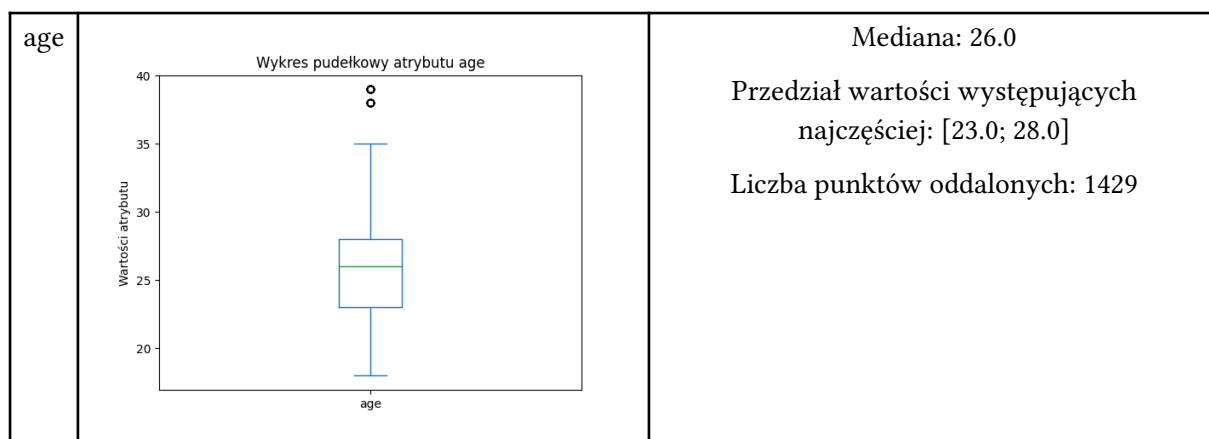 age
Wykres pudełkowy atrybutu age
40
35
30
25
20
Wartości atrybutu
age
Mediana: 26.0
Przedział wartości występujących
najczęściej: [23.0; 28.0]
Liczba punktów oddalonych: 1429